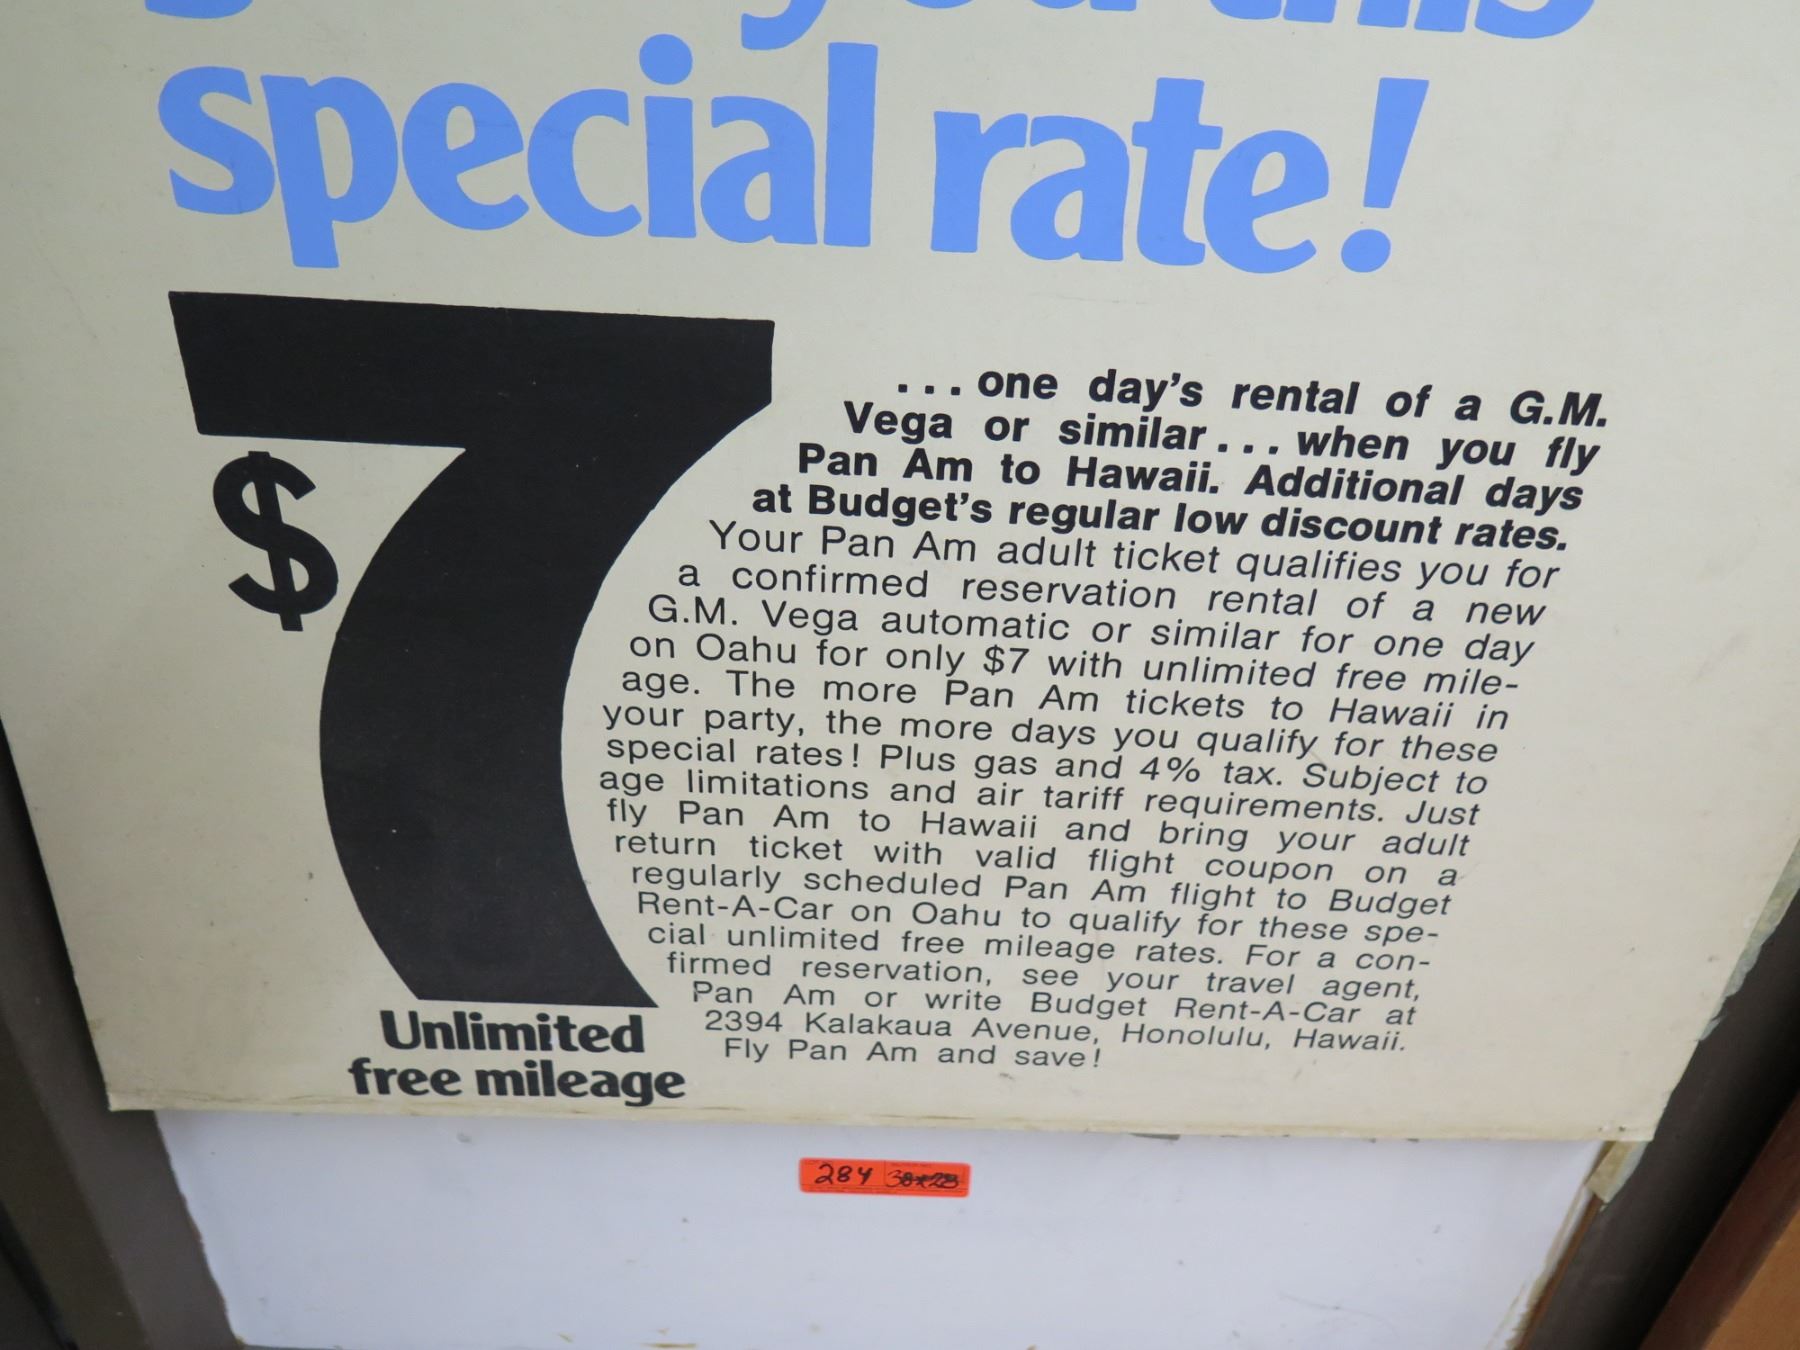 you this
special rate!
$7
... one day's rental of a G.M.
Vega or similar... when you fly
Pan Am to Hawaii. Additional days
at Budget's regular low discount rates.
Your Pan Am adult ticket qualifies you for
a confirmed reservation rental of a new
G.M. Vega automatic or similar for one day
on Oahu for only $7 with unlimited free mile-
age. The more Pan Am tickets to Hawaii in
your party, the more days you qualify for these
special rates! Plus gas and 4% tax. Subject to
age limitations and air tariff requirements. Just
fly Pan Am to Hawaii and bring your adult
return ticket with valid flight coupon on a
regularly scheduled Pan Am flight to Budget
Rent-A-Car on Oahu to qualify for these spe-
cial unlimited free mileage rates. For a con-
firmed reservation, see your travel agent,
Pan Am or write Budget Rent-A-Car at
2394 Kalakaua Avenue, Honolulu, Hawaii.
Fly Pan Am and save!
Unlimited
free mileage
284